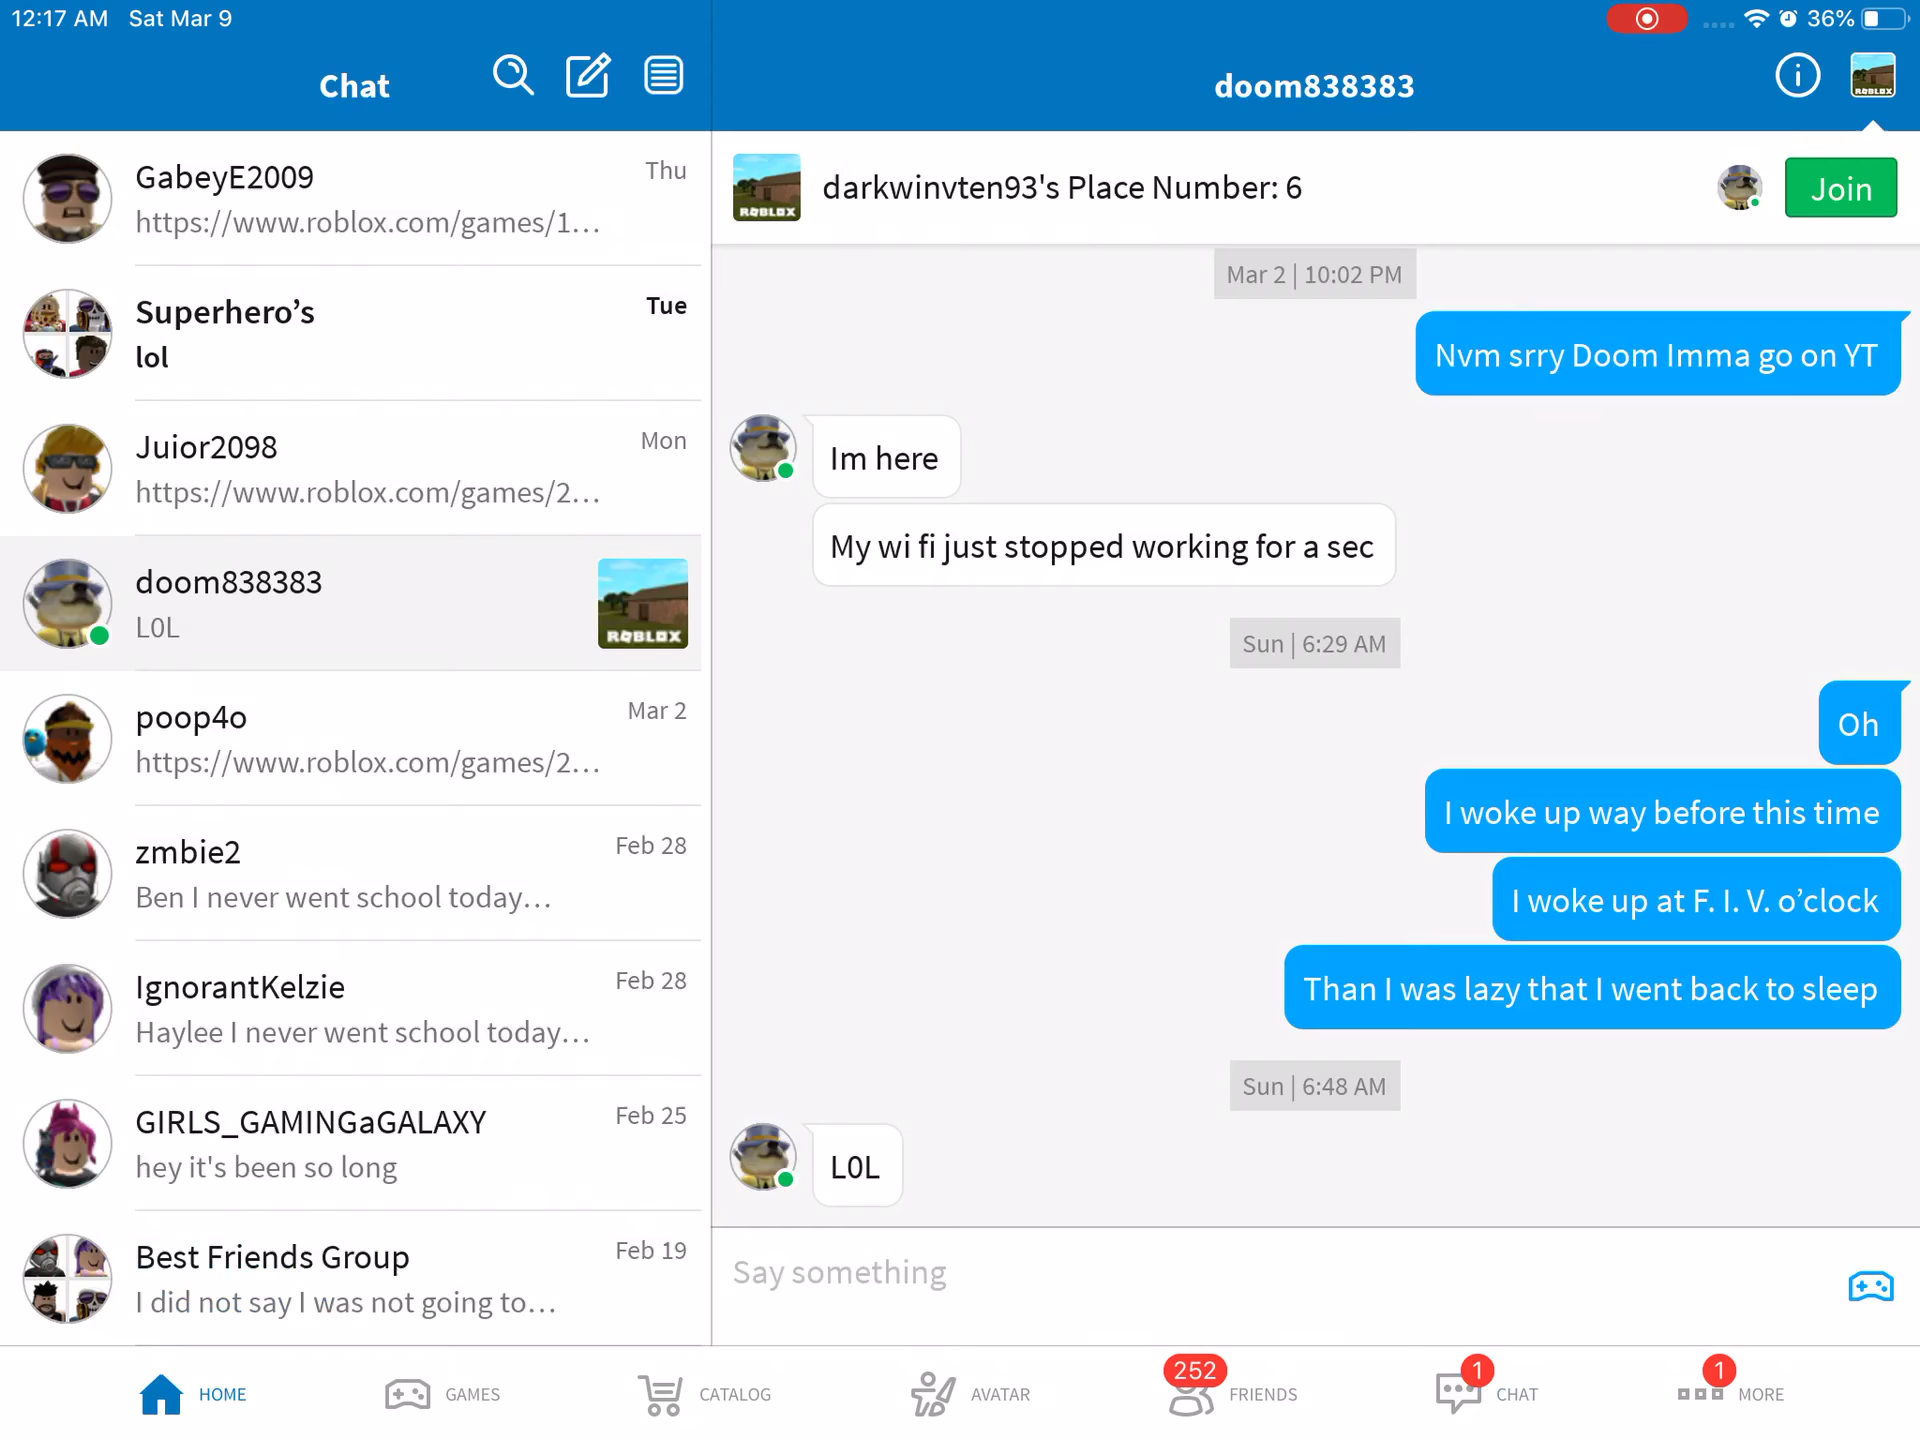 12:17 AM Sat Mar 9
36%
Chat
doom838383
ROBLOX
GabeyE2009
Thu
https://www.roblox.com/games/1...
Superhero’s
Tue
lol
Juior2098
Mon
https://www.roblox.com/games/2...
doom838383
L0L
ROBLOX
poop4o
Mar 2
https://www.roblox.com/games/2...
zmbie2
Feb 28
Ben I never went school today...
IgnorantKelzie
Feb 28
Haylee I never went school today...
GIRLS_GAMINGaGALAXY
Feb 25
hey it's been so long
Best Friends Group
Feb 19
I did not say I was not going to...
ROBLOX
darkwinvten93's Place Number: 6
Join
Mar 2 | 10:02 PM
Nvm srry Doom Imma go on YT
Im here
My wi fi just stopped working for a sec
Sun | 6:29 AM
Oh
I woke up way before this time
I woke up at F. I. V. o’clock
Than I was lazy that I went back to sleep
Sun | 6:48 AM
L0L
Say something
HOME
GAMES
CATALOG
AVATAR
252
FRIENDS
1
CHAT
1
MORE